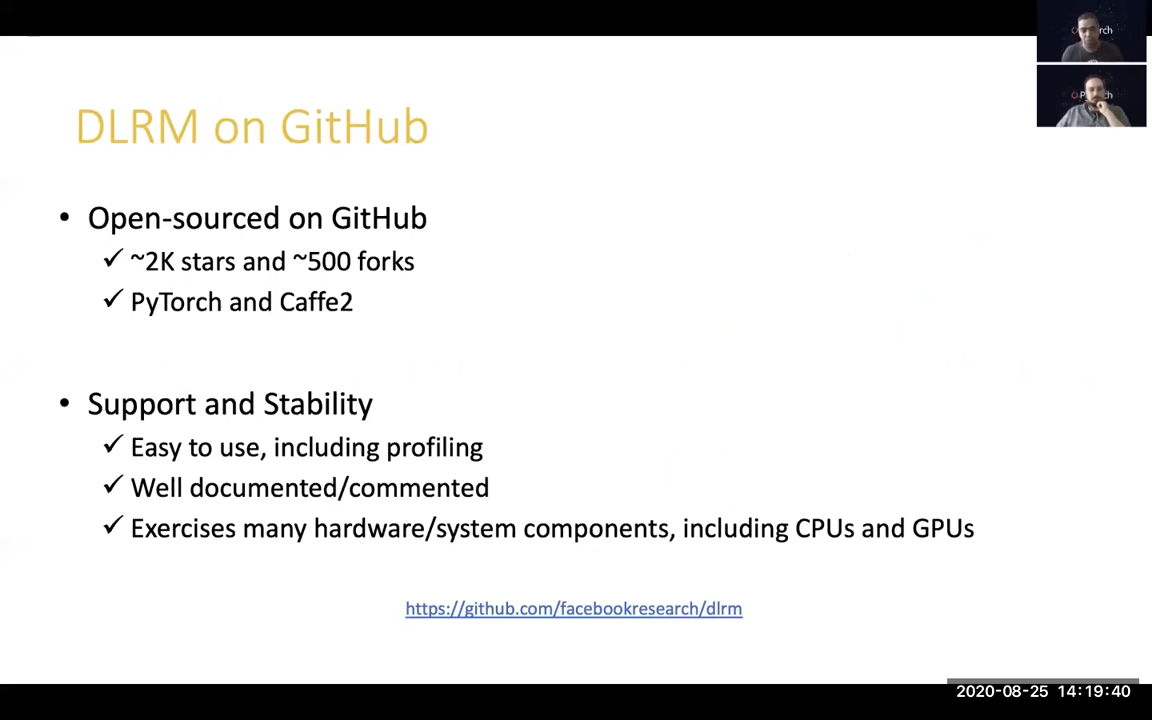 DLRM on GitHub
• Open-sourced on GitHub
✓ ~2K stars and ~500 forks
✓ PyTorch and Caffe2
• Support and Stability
✓ Easy to use, including profiling
✓ Well documented/commented
✓ Exercises many hardware/system components, including CPUs and GPUs
https://github.com/facebookresearch/dlrm
2020-08-25 14:19:40